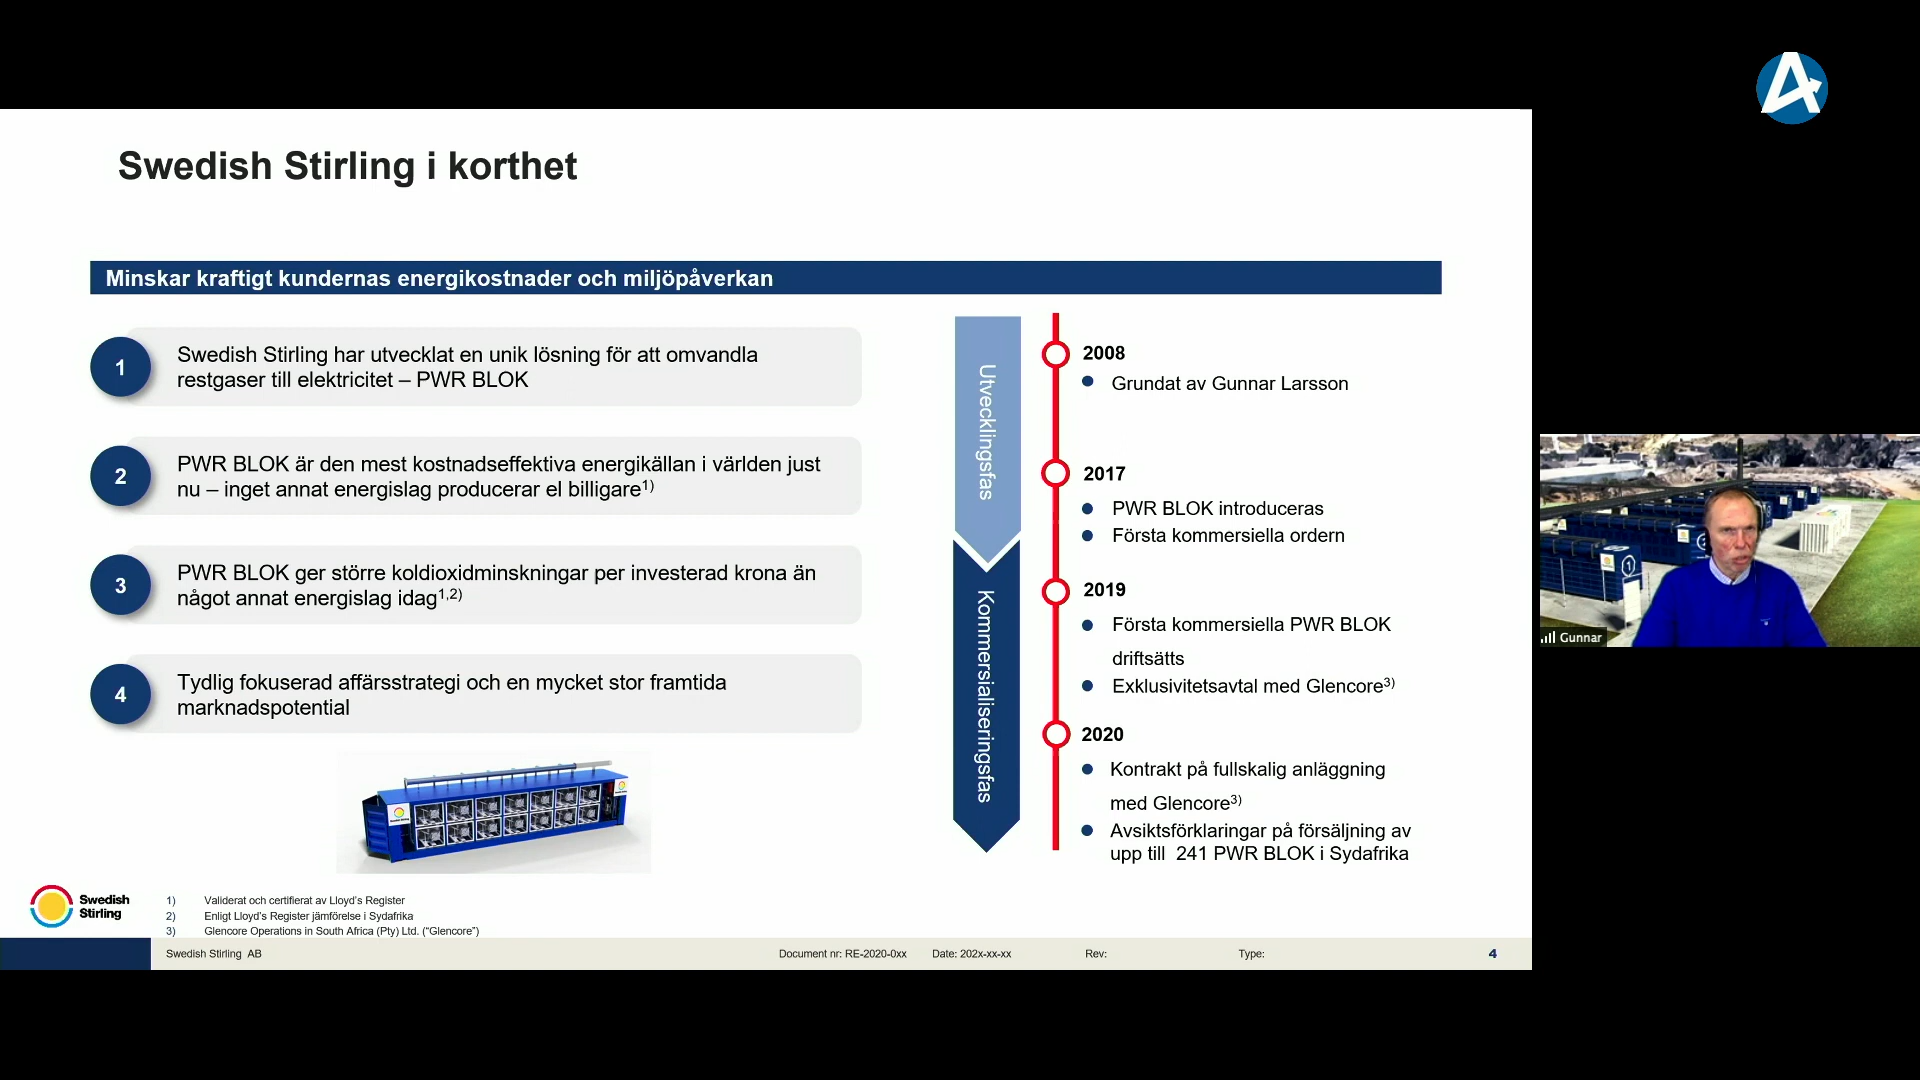 Swedish Stirling i korthet
Minskar kraftigt kundernas energikostnader och miljöpåverkan
1
Swedish Stirling har utvecklat en unik lösning för att omvandla
restgaser till elektricitet – PWR BLOK
2
PWR BLOK är den mest kostnadseffektiva energikällan i världen just
nu – inget annat energislag producerar el billigare1)
3
PWR BLOK ger större koldioxidminskningar per investerad krona än
något annat energislag idag1,2)
4
Tydlig fokuserad affärsstrategi och en mycket stor framtida
marknadspotential
Utvecklingsfas
Kommersialiseringsfas
2008
Grundat av Gunnar Larsson
2017
PWR BLOK introduceras
Första kommersiella ordern
2019
Första kommersiella PWR BLOK
driftsätts
Exklusivitetsavtal med Glencore3)
2020
Kontrakt på fullskalig anläggning
med Glencore3)
Avsiktsförklaringar på försäljning av
upp till  241 PWR BLOK i Sydafrika
Swedish
Stirling
1) Validerat och certifierat av Lloyd's Register
2) Enligt Lloyd's Register jämförelse i Sydafrika
3) Glencore Operations in South Africa (Pty) Ltd. ("Glencore")
Swedish Stirling  AB
Document nr: RE-2020-0xx
Date: 202x-xx-xx
Rev:
Type:
4
1
Gunnar